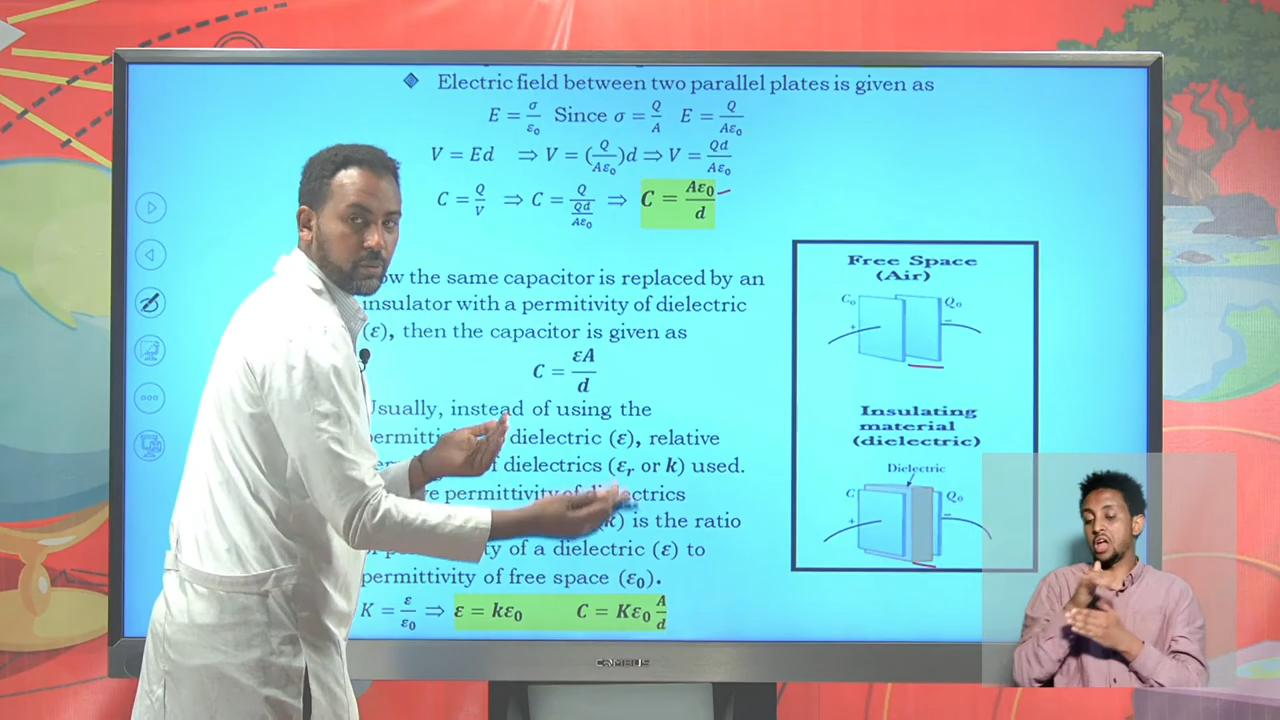 Electric field between two parallel plates is given as
E = σ/ε₀ Since σ = Q/A E = Q/Aε₀
V = Ed ⇒ V = (Q/Aε₀)d ⇒ V = Qd/Aε₀
C = Q/V ⇒ C = Q/(Qd/Aε₀) ⇒ C = Aε₀/d
the same capacitor is replaced by an
insulator with a permitivity of dielectric
(ε), then the capacitor is given as
C = εA/d
Usually, instead of using the
dielectric (ε), relative
of dielectrics (εᵣ or k) used.
permittivity of dielectrics
is the ratio
of a dielectric (ε) to
permittivity of free space (ε₀).
K = ε/ε₀ ⇒ ε = kε₀ C = Kε₀ A/d
Free Space
(Air)
C₀ Q₀
+ −
Insulating
material
(dielectric)
Dielectric
C Q₀
+ −
CAMBUS